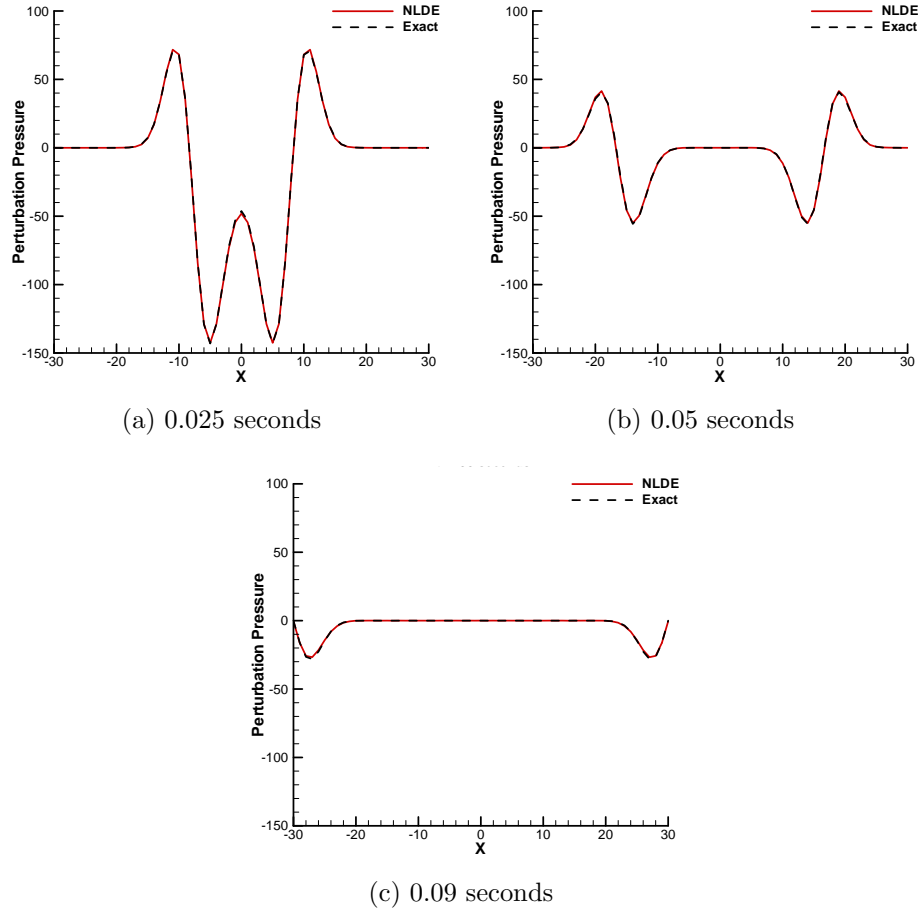 100
50
0
-50
-100
-150
Perturbation Pressure
NLDE
Exact
-30 -20 -10 0 10 20 30
X
(a) 0.025 seconds
100
50
0
-50
-100
-150
Perturbation Pressure
NLDE
Exact
-30 -20 -10 0 10 20 30
X
(b) 0.05 seconds
100
50
0
-50
-100
-150
Perturbation Pressure
NLDE
Exact
-30 -20 -10 0 10 20 30
X
(c) 0.09 seconds